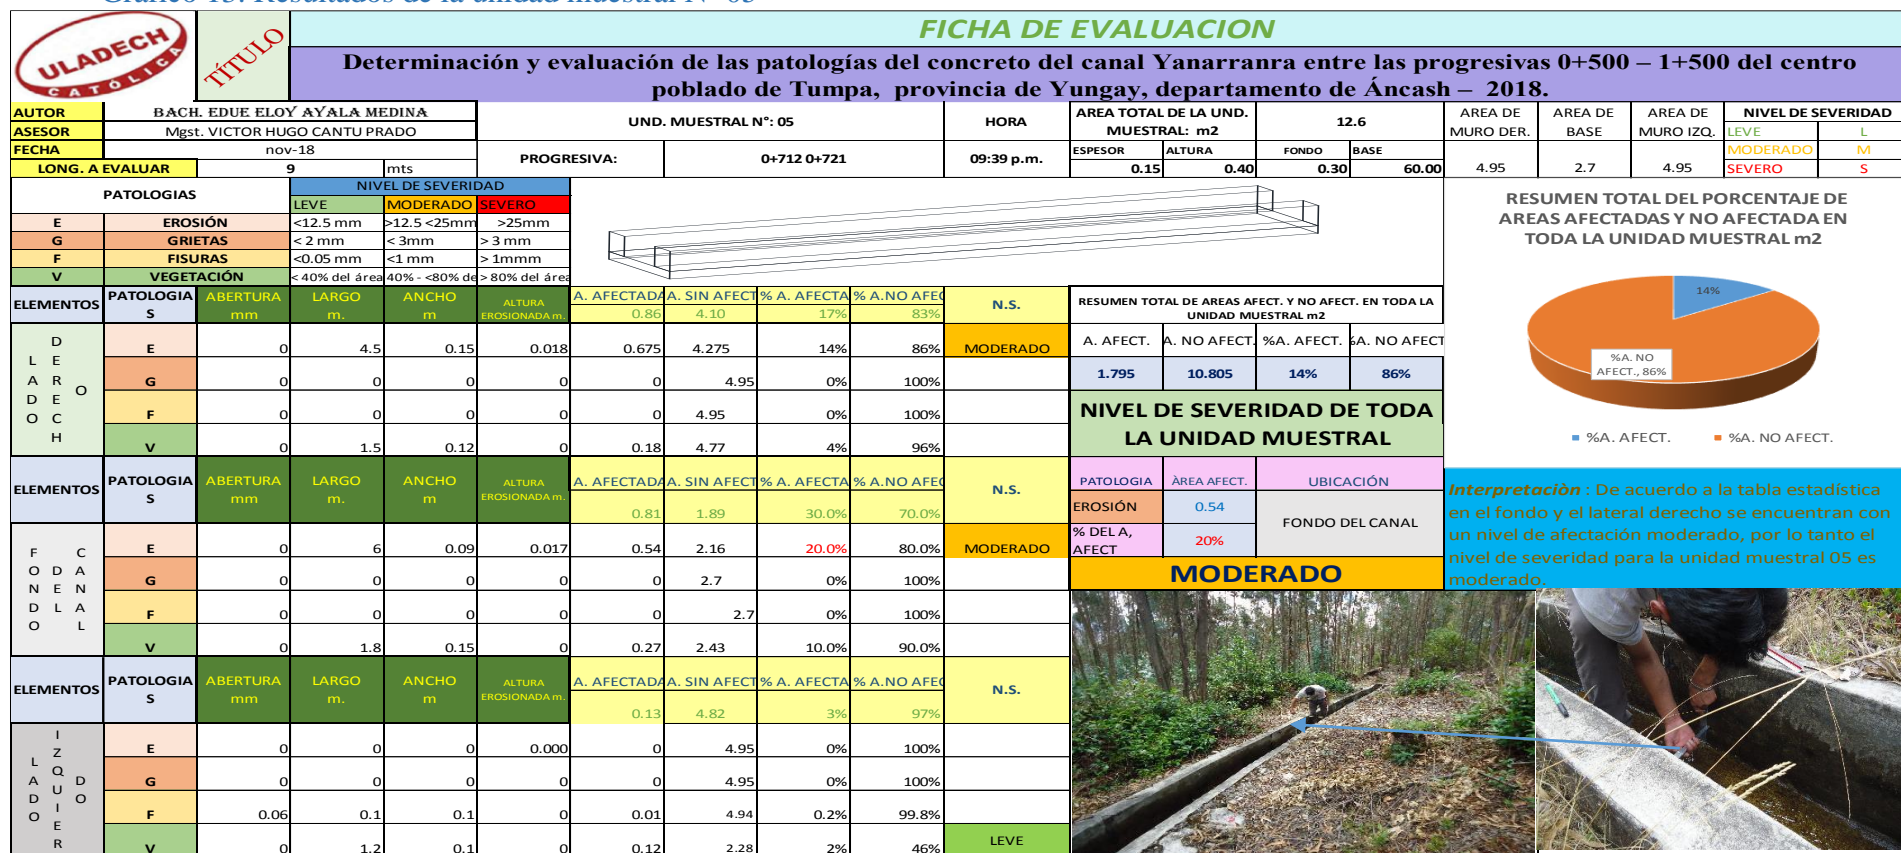 ULADECH
CATÓLICA
TÍTULO
FICHA DE EVALUACION
Determinación y evaluación de las patologías del concreto del canal Yanarranra entre las progresivas 0+500 – 1+500 del centro
poblado de Tumpa, provincia de Yungay, departamento de Áncash – 2018.
AUTOR BACH. EDUE ELOY AYALA MEDINA
ASESOR Mgst. VICTOR HUGO CANTU PRADO
FECHA nov-18
LONG. A EVALUAR 9 mts
UND. MUESTRAL N°: 05 HORA
PROGRESIVA: 0+712 0+721 09:39 p.m.
AREA TOTAL DE LA UND.
MUESTRAL: m2 12.6
ESPESOR ALTURA FONDO BASE
0.15 0.40 0.30 60.00
AREA DE
MURO DER.
4.95
AREA DE
BASE
2.7
AREA DE
MURO IZQ.
4.95
NIVEL DE SEVERIDAD
LEVE L
MODERADO M
SEVERO S
PATOLOGIAS NIVEL DE SEVERIDAD
LEVE MODERADO SEVERO
E EROSIÓN <12.5 mm >12.5 <25mm >25mm
G GRIETAS < 2 mm < 3mm > 3 mm
F FISURAS <0.05 mm <1 mm > 1mmm
V VEGETACIÓN < 40% del área 40% - <80% de > 80% del área
ELEMENTOS PATOLOGIA
S ABERTURA
mm LARGO
m. ANCHO
m ALTURA
EROSIONADA m. A. AFECTADA A. SIN AFECT % A. AFECTA % A.NO AFEC N.S.
0.86 4.10 17% 83%
LADO DERECHO
E 0 4.5 0.15 0.018 0.675 4.275 14% 86% MODERADO
G 0 0 0 0 0 4.95 0% 100%
F 0 0 0 0 0 4.95 0% 100%
V 0 1.5 0.12 0 0.18 4.77 4% 96%
ELEMENTOS PATOLOGIA
S ABERTURA
mm LARGO
m. ANCHO
m ALTURA
EROSIONADA m. A. AFECTADA A. SIN AFECT % A. AFECTA % A.NO AFEC N.S.
0.81 1.89 30.0% 70.0%
FONDO DEL CANAL
E 0 6 0.09 0.017 0.54 2.16 20.0% 80.0% MODERADO
G 0 0 0 0 0 2.7 0% 100%
F 0 0 0 0 0 2.7 0% 100%
V 0 1.8 0.15 0 0.27 2.43 10.0% 90.0%
ELEMENTOS PATOLOGIA
S ABERTURA
mm LARGO
m. ANCHO
m ALTURA
EROSIONADA m. A. AFECTADA A. SIN AFECT % A. AFECTA % A.NO AFEC N.S.
0.13 4.82 3% 97%
LADO IZQUIERDO
E 0 0 0 0.000 0 4.95 0% 100%
G 0 0 0 0 0 4.95 0% 100%
F 0.06 0.1 0.1 0 0.01 4.94 0.2% 99.8%
V 0 1.2 0.1 0 0.12 2.28 2% 46% LEVE
RESUMEN TOTAL DE AREAS AFECT. Y NO AFECT. EN TODA LA
UNIDAD MUESTRAL m2
A. AFECT. A. NO AFECT. %A. AFECT. %A. NO AFECT
1.795 10.805 14% 86%
NIVEL DE SEVERIDAD DE TODA
LA UNIDAD MUESTRAL
PATOLOGIA ÀREA AFECT. UBICACIÓN
EROSIÓN 0.54 FONDO DEL CANAL
% DEL A,
AFECT 20%
MODERADO
RESUMEN TOTAL DEL PORCENTAJE DE
AREAS AFECTADAS Y NO AFECTADA EN
TODA LA UNIDAD MUESTRAL m2
14%
%A. NO
AFECT., 86%
%A. AFECT. %A. NO AFECT.
Interpretaciòn : De acuerdo a la tabla estadística
en el fondo y el lateral derecho se encuentran con
un nivel de afectación moderado, por lo tanto el
nivel de severidad para la unidad muestral 05 es
moderado.